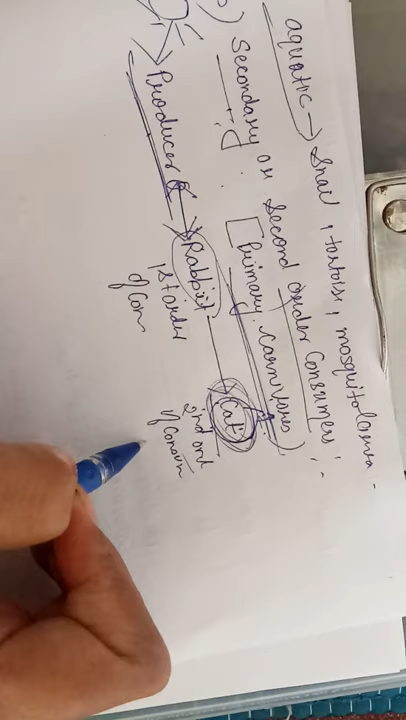 aquatic → Snail, tortoise, mosquito larva -
) Secondary or Second order Consumers :-
[Primary Carnivores)
Producer → Rabbit → Cat
1st order
of Con
2nd ord
of Consum